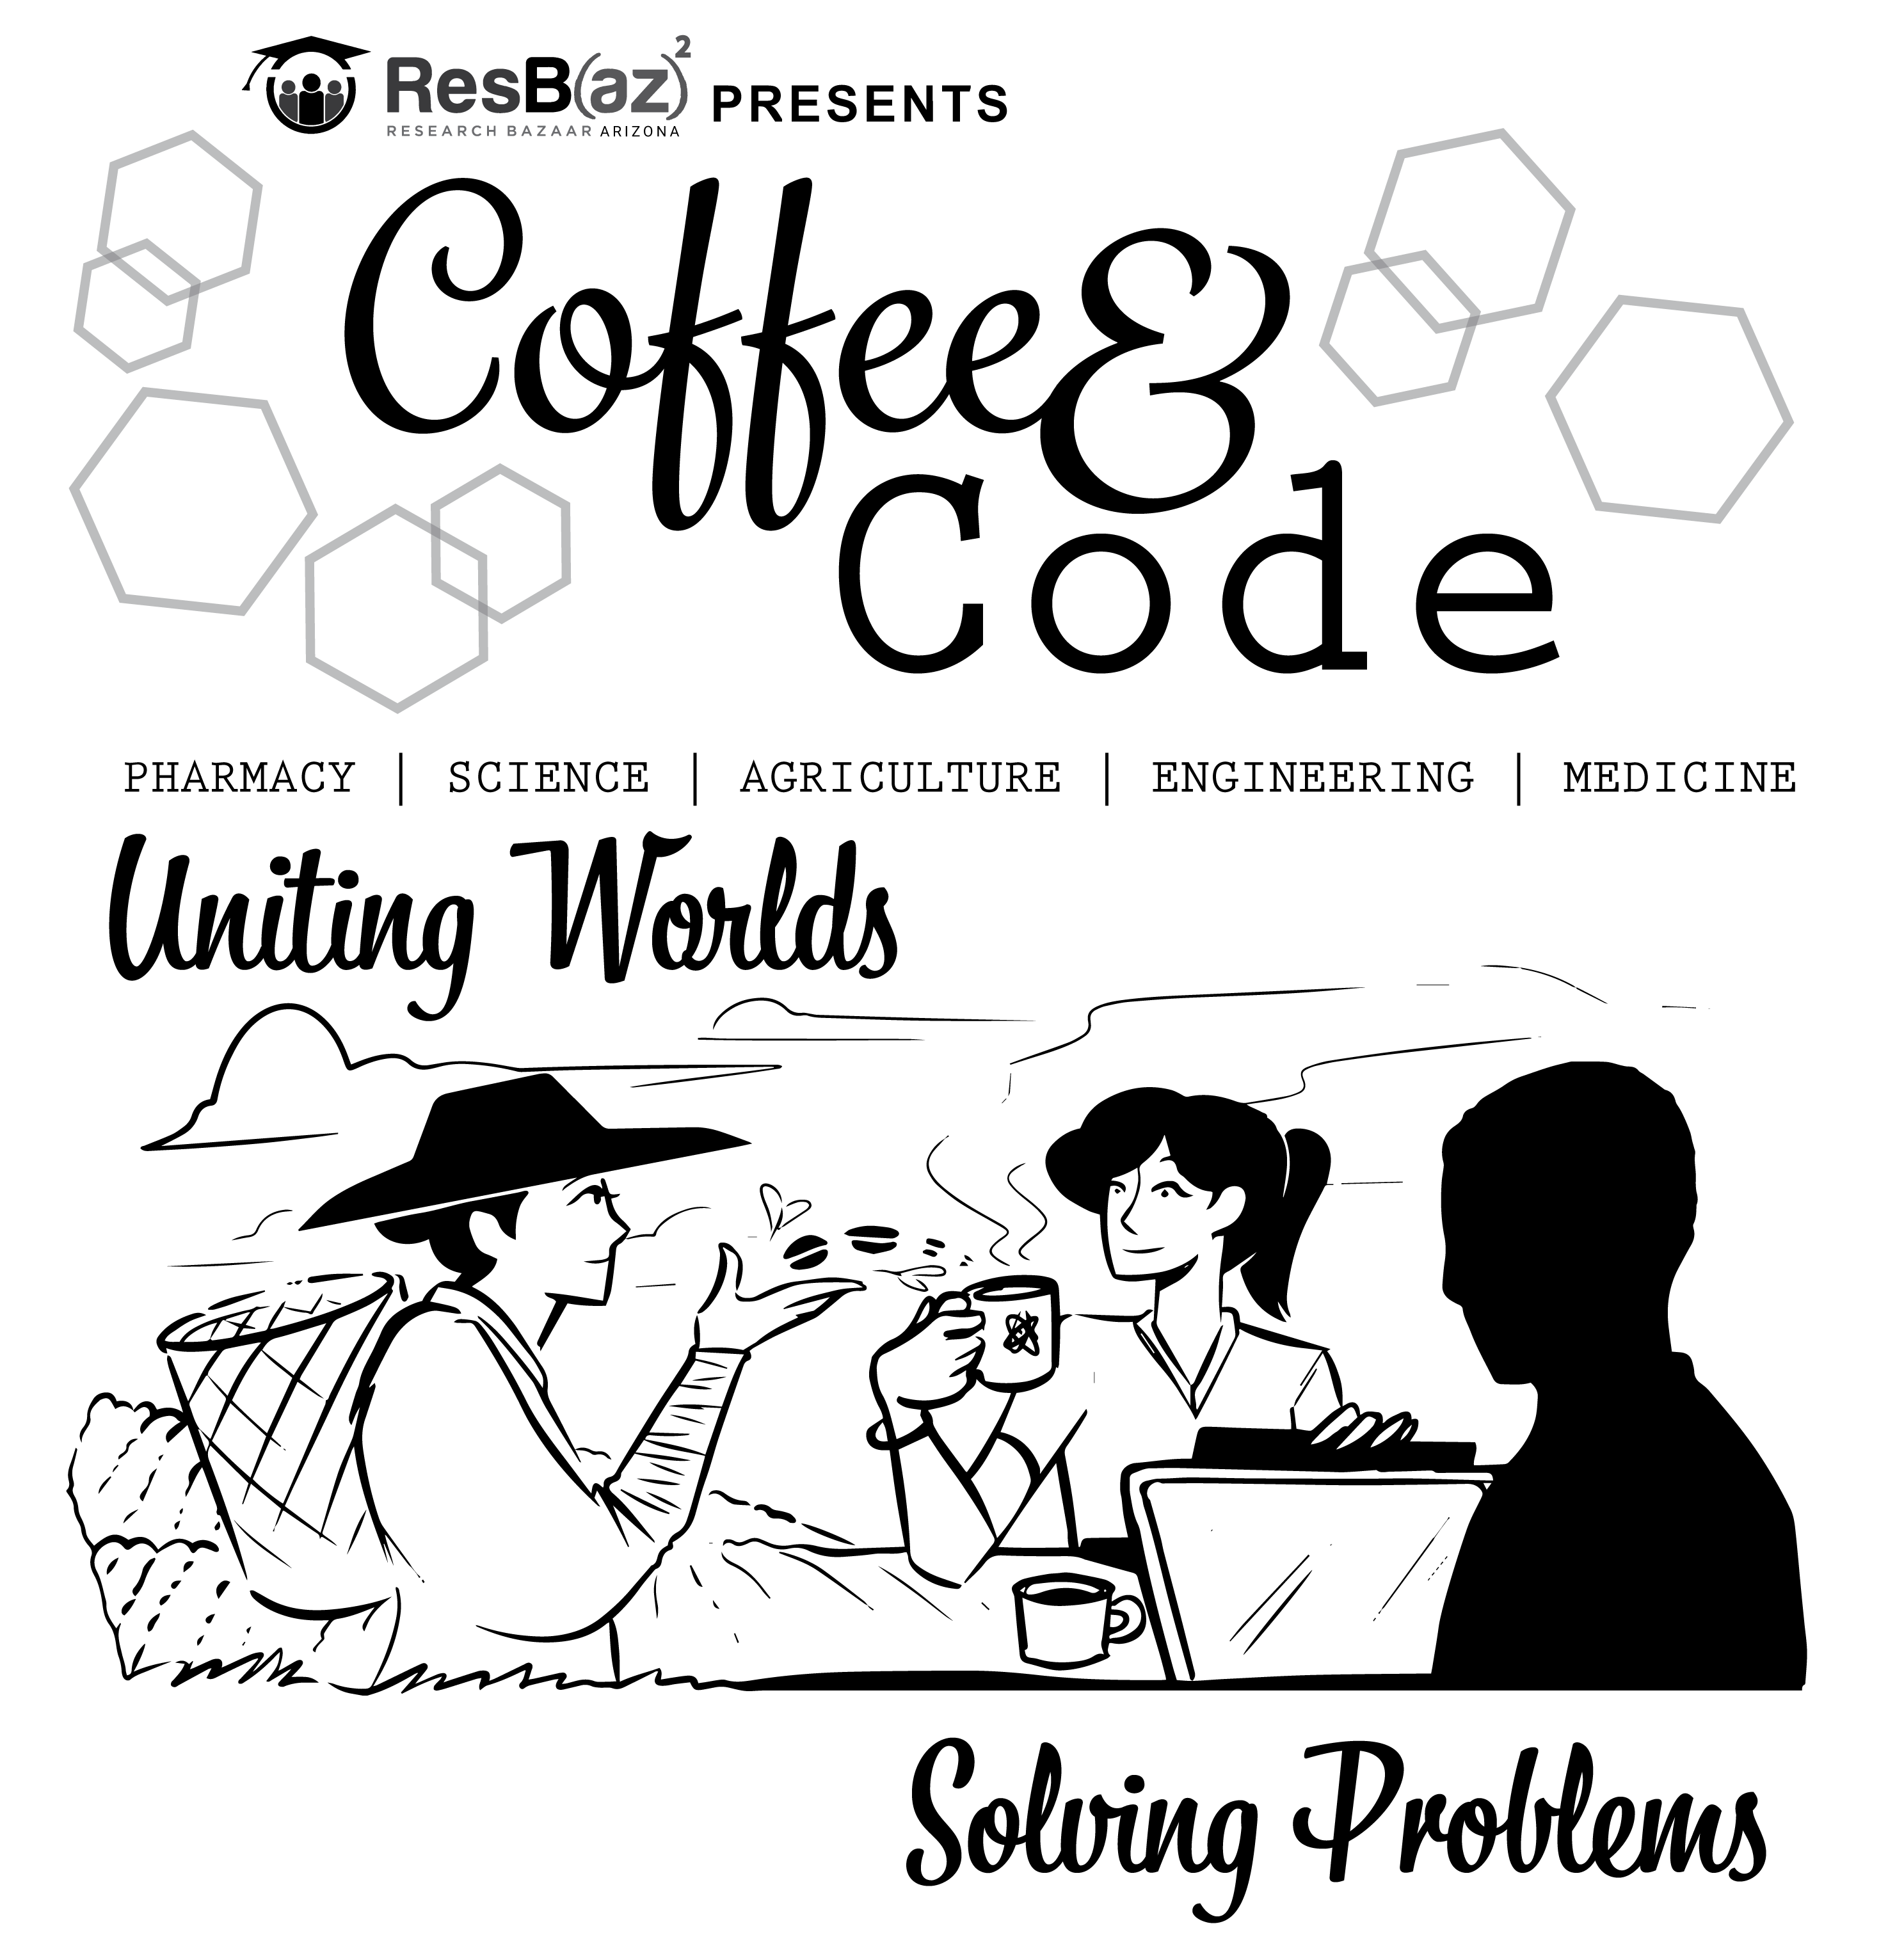 ResB(az)² PRESENTS
RESEARCH BAZAAR ARIZONA
Coffee &
Code
PHARMACY | SCIENCE | AGRICULTURE | ENGINEERING | MEDICINE
Uniting Worlds
Solving Problems